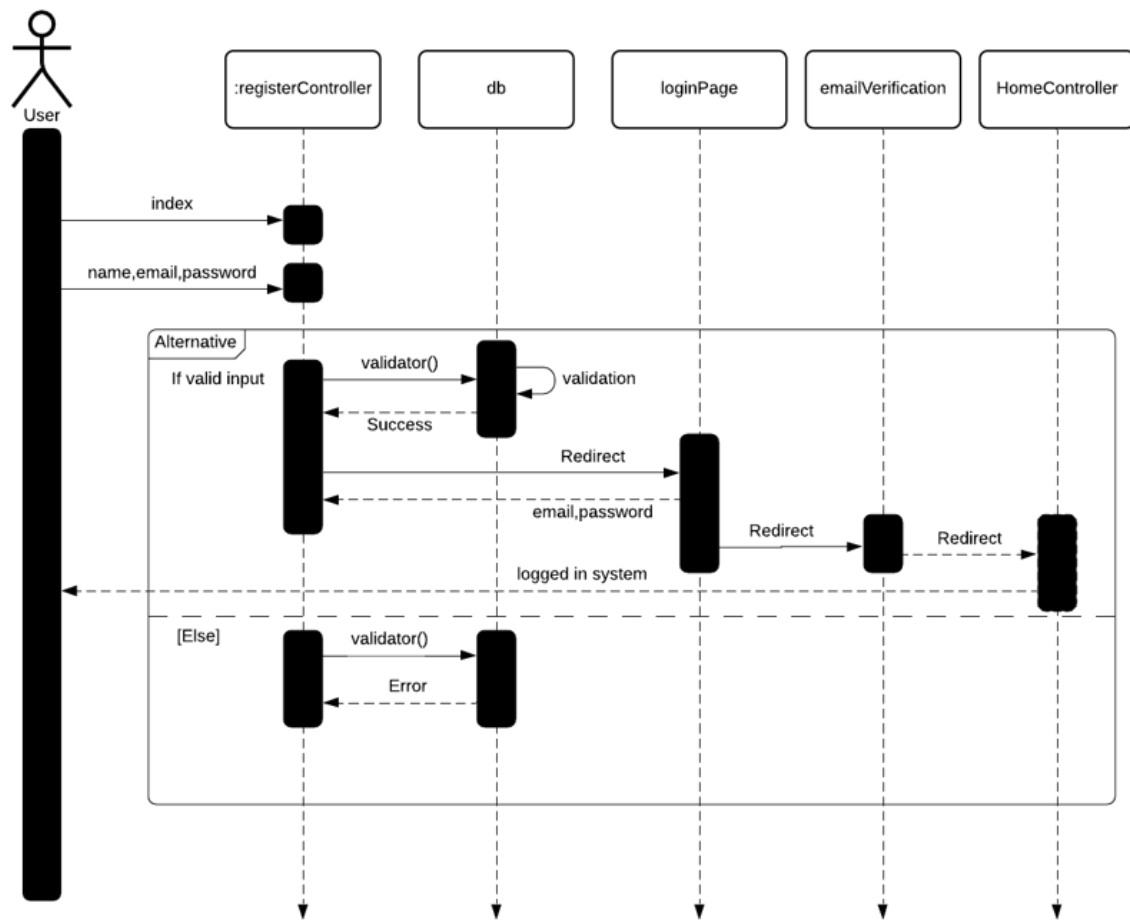 User
:registerController
db
loginPage
emailVerification
HomeController
index
name,email,password
Alternative
If valid input
validator()
validation
Success
Redirect
email,password
Redirect
Redirect
logged in system
[Else]
validator()
Error